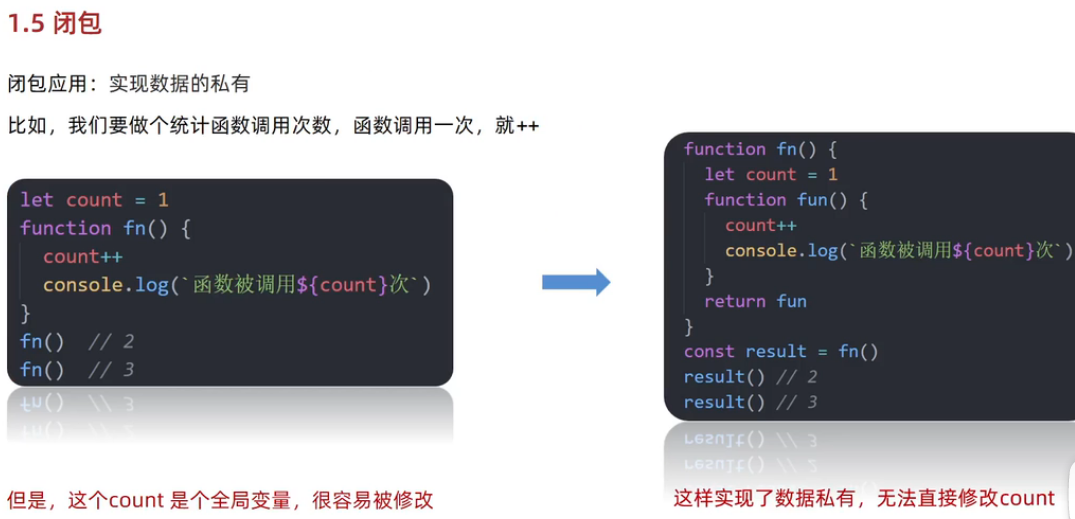 1.5 闭包
闭包应用：实现数据的私有
比如，我们要做个统计函数调用次数，函数调用一次，就++
let count = 1
function fn() {
count++
console.log(`函数被调用${count}次`)
}
fn() // 2
fn() // 3
但是，这个count 是个全局变量，很容易被修改
function fn() {
let count = 1
function fun() {
count++
console.log(`函数被调用${count}次`)
}
return fun
}
const result = fn()
result() // 2
result() // 3
这样实现了数据私有，无法直接修改count